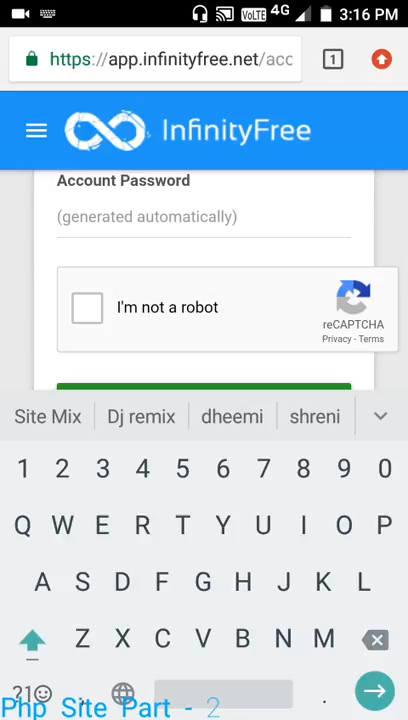 VoLTE 4G 3:16 PM
https://app.infinityfree.net/acc
1
InfinityFree
Account Password
(generated automatically)
I'm not a robot
reCAPTCHA
Privacy - Terms
Site Mix Dj remix dheemi shreni
1 2 3 4 5 6 7 8 9 0
Q W E R T Y U I O P
A S D F G H J K L
Z X C V B N M
?1☺ , .
Php Site Part - 2